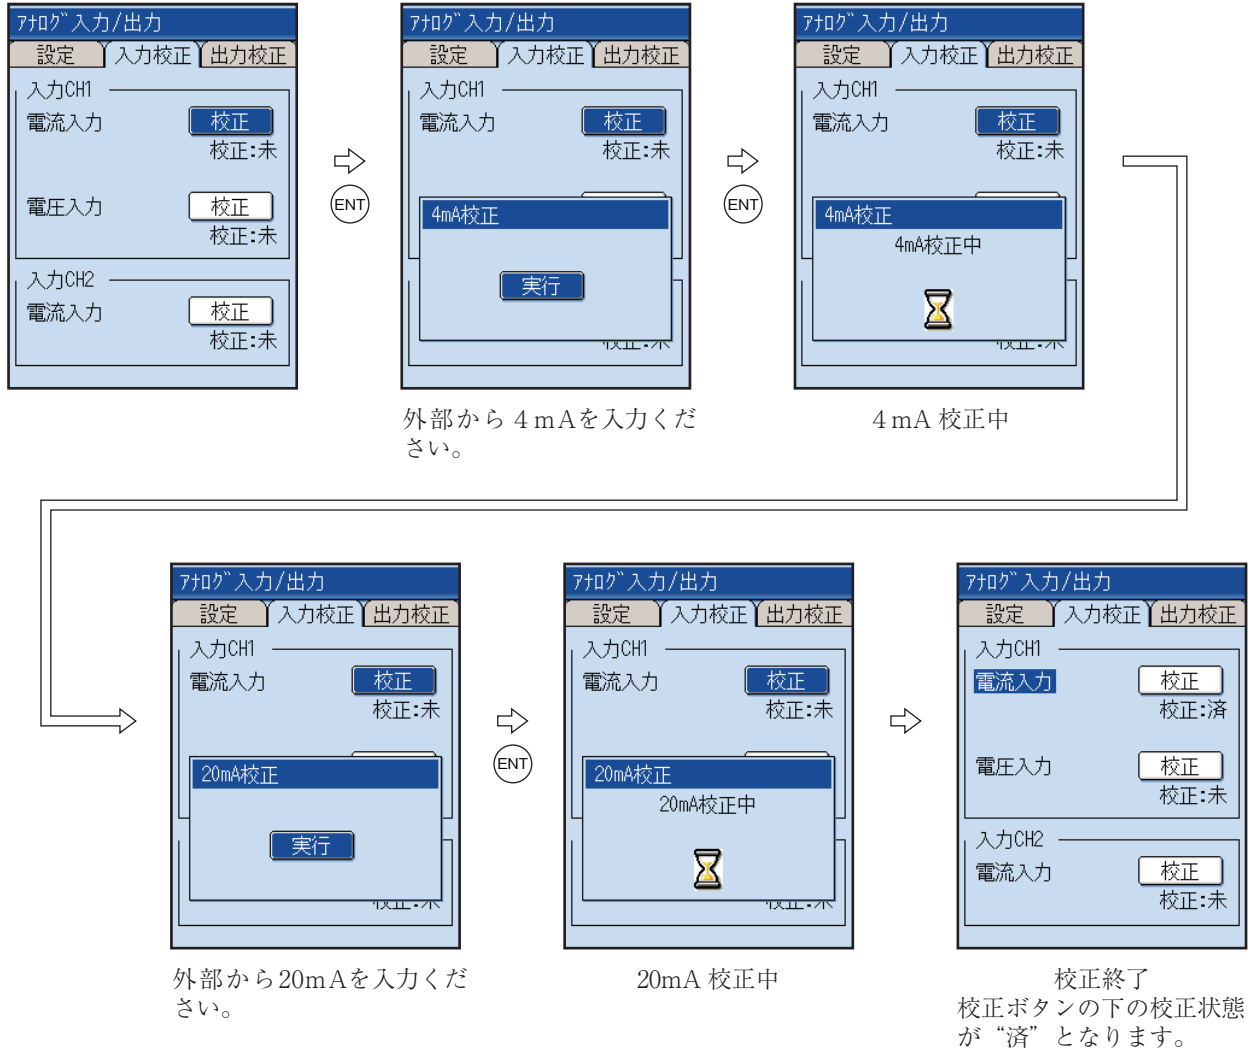 ｱﾅﾛｸﾞ入力/出力
設定 入力校正 出力校正
入力CH1
電流入力 校正
校正:未
電圧入力 校正
校正:未
入力CH2
電流入力 校正
校正:未
ENT
ｱﾅﾛｸﾞ入力/出力
設定 入力校正 出力校正
入力CH1
電流入力 校正
校正:未
4mA校正
実行
校正:未
外部から４mAを入力くだ
さい。
ENT
ｱﾅﾛｸﾞ入力/出力
設定 入力校正 出力校正
入力CH1
電流入力 校正
校正:未
4mA校正
4mA校正中
校正:未
４mA 校正中
ｱﾅﾛｸﾞ入力/出力
設定 入力校正 出力校正
入力CH1
電流入力 校正
校正:未
20mA校正
実行
校正:未
外部から20mAを入力くだ
さい。
ENT
ｱﾅﾛｸﾞ入力/出力
設定 入力校正 出力校正
入力CH1
電流入力 校正
校正:未
20mA校正
20mA校正中
校正:未
20mA 校正中
ｱﾅﾛｸﾞ入力/出力
設定 入力校正 出力校正
入力CH1
電流入力 校正
校正:済
電圧入力 校正
校正:未
入力CH2
電流入力 校正
校正:未
校正終了
校正ボタンの下の校正状態
が“済”となります。